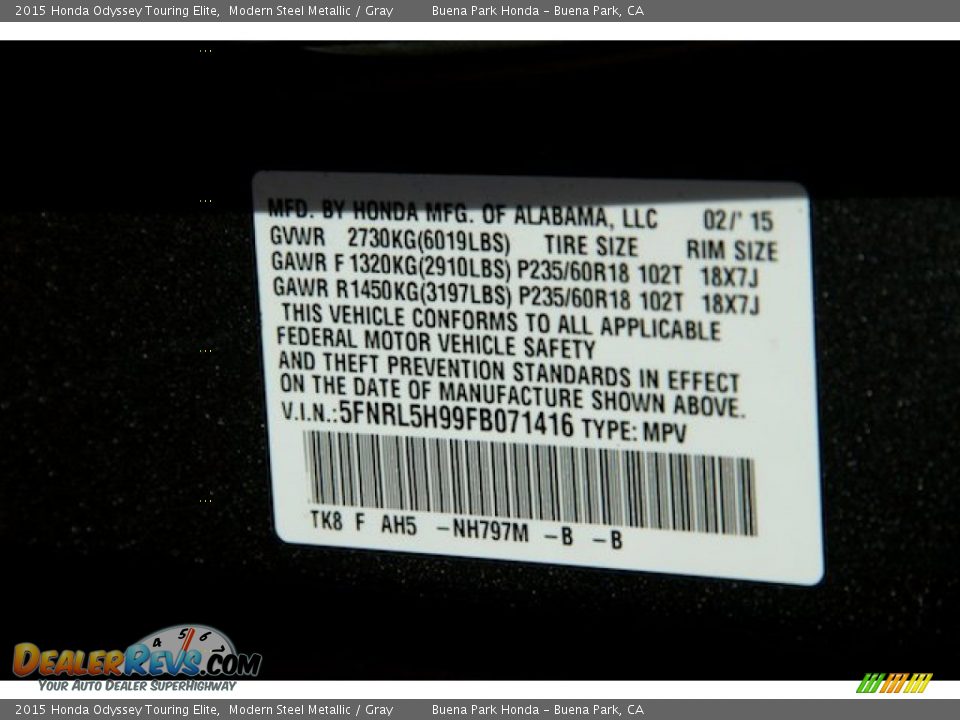 2015 Honda Odyssey Touring Elite, Modern Steel Metallic / Gray Buena Park Honda - Buena Park, CA
MFD. BY HONDA MFG. OF ALABAMA, LLC 02/' 15
GVWR 2730KG(6019LBS) TIRE SIZE RIM SIZE
GAWR F 1320KG(2910LBS) P235/60R18 102T 18X7J
GAWR R1450KG(3197LBS) P235/60R18 102T 18X7J
THIS VEHICLE CONFORMS TO ALL APPLICABLE
FEDERAL MOTOR VEHICLE SAFETY
AND THEFT PREVENTION STANDARDS IN EFFECT
ON THE DATE OF MANUFACTURE SHOWN ABOVE.
V.I.N.:5FNRL5H99FB071416 TYPE: MPV
TK8 F AH5 -NH797M -B -B
4 5 6
DEALERREVS.COM
YOUR AUTO DEALER SUPERHIGHWAY
2015 Honda Odyssey Touring Elite, Modern Steel Metallic / Gray Buena Park Honda - Buena Park, CA